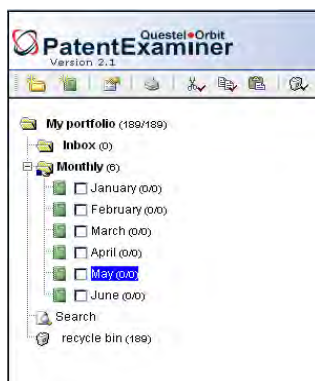 Questel•Orbit
PatentExaminer
Version 2.1
My portfolio (189/189)
Inbox (0)
Monthly (6)
January (0/0)
February (0/0)
March (0/0)
April (0/0)
May (0/0)
June (0/0)
Search
recycle bin (189)